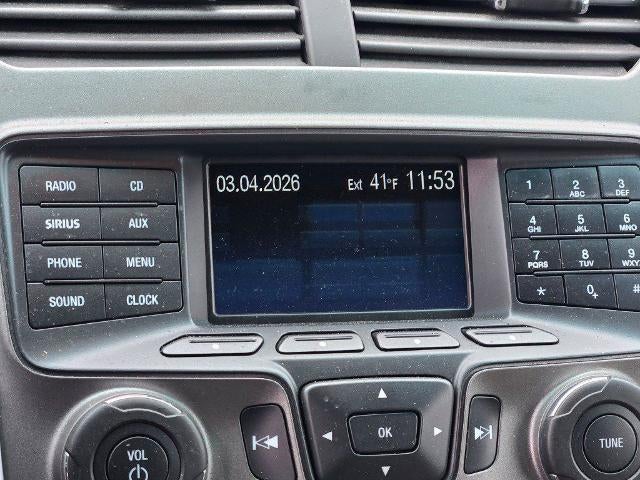 03.04.2026 Ext 41°F 11:53
RADIO CD
SIRIUS AUX
PHONE MENU
SOUND CLOCK
1 2 ABC 3 DEF
4 GHI 5 JKL 6 MNO
7 PQRS 8 TUV 9 WXY
* 0+ #
OK
VOL
TUNE